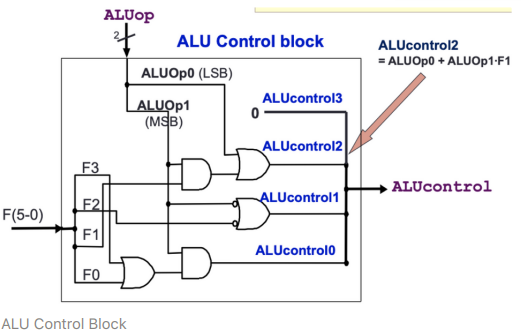 ALUop
2
ALU Control block
ALUcontrol2
= ALUOp0 + ALUOp1·F1
ALUOp0 (LSB)
ALUOp1
(MSB)
ALUcontrol3
0
ALUcontrol2
F3
ALUcontrol
F2
ALUcontrol1
F(5-0)
F1
ALUcontrol0
F0
ALU Control Block